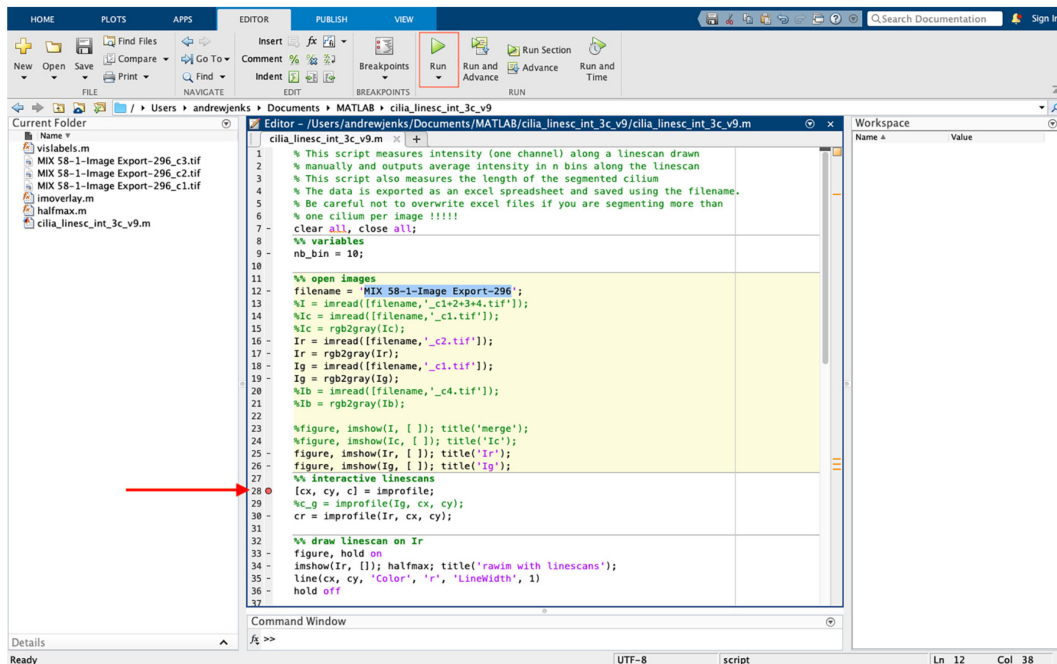 HOME PLOTS APPS EDITOR PUBLISH VIEW Search Documentation Sign In
Find Files Insert fx Run Section
New Open Save Compare Go To Comment Breakpoints Run Run and Advance Advance Run and Time
Print Find Indent
FILE NAVIGATE EDIT BREAKPOINTS RUN
/ Users andrewjenks Documents MATLAB cilia_linesc_int_3c_v9
Current Folder
Name
vislabels.m
MIX 58-1-Image Export-296_c3.tif
MIX 58-1-Image Export-296_c2.tif
MIX 58-1-Image Export-296_c1.tif
imoverlay.m
halfmax.m
cilia_linesc_int_3c_v9.m
Details
Editor - /Users/andrewjenks/Documents/MATLAB/cilia_linesc_int_3c_v9/cilia_linesc_int_3c_v9.m
cilia_linesc_int_3c_v9.m × +
1 % This script measures intensity (one channel) along a linescan drawn
2 % manually and outputs average intensity in n bins along the linescan
3 % This script also measures the length of the segmented cilium
4 % The data is exported as an excel spreadsheet and saved using the filename.
5 % Be careful not to overwrite excel files if you are segmenting more than
6 % one cilium per image !!!!!
7 - clear all, close all;
8 %% variables
9 - nb_bin = 10;
10
11 %% open images
12 - filename = 'MIX 58-1-Image Export-296';
13 %I = imread([filename,'_c1+2+3+4.tif']);
14 %Ic = imread([filename,'_c1.tif']);
15 %Ic = rgb2gray(Ic);
16 - Ir = imread([filename,'_c2.tif']);
17 - Ir = rgb2gray(Ir);
18 - Ig = imread([filename,'_c1.tif']);
19 - Ig = rgb2gray(Ig);
20 %Ib = imread([filename,'_c4.tif']);
21 %Ib = rgb2gray(Ib);
22
23 %figure, imshow(I, [ ]); title('merge');
24 %figure, imshow(Ic, [ ]); title('Ic');
25 - figure, imshow(Ir, [ ]); title('Ir');
26 - figure, imshow(Ig, [ ]); title('Ig');
27 %% interactive linescans
28 [cx, cy, c] = improfile;
29 %c_g = improfile(Ig, cx, cy);
30 - cr = improfile(Ir, cx, cy);
31
32 %% draw linescan on Ir
33 - figure, hold on
34 - imshow(Ir, []); halfmax; title('rawim with linescans');
35 - line(cx, cy, 'Color', 'r', 'LineWidth', 1)
36 - hold off
37
Command Window
fx >>
Workspace
Name Value
Ready UTF-8 script Ln 12 Col 38